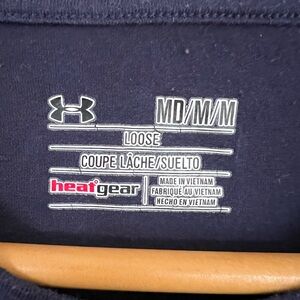 MD/M/M
LOOSE
COUPE LÂCHE/SUELTO
heatgear
MADE IN VIETNAM
FABRIQUÉ AU VIETNAM
HECHO EN VIETNAM